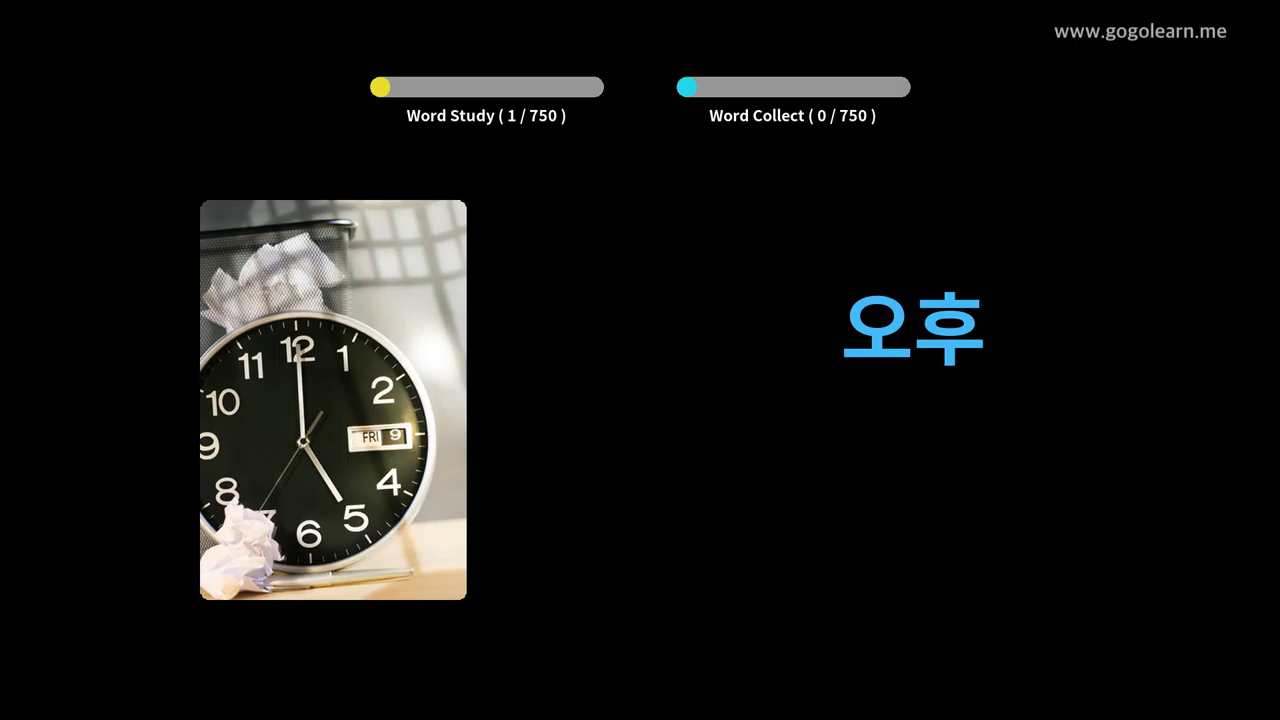 www.gogolearn.me
Word Study ( 1 / 750 )
Word Collect ( 0 / 750 )
오후
12
11
1
10
2
9
FRI 9
8
4
7
5
6